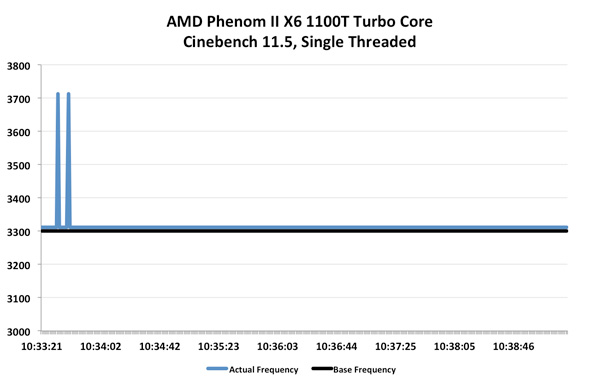 AMD Phenom II X6 1100T Turbo Core
Cinebench 11.5, Single Threaded
3800
3700
3600
3500
3400
3300
3200
3100
3000
10:33:21 10:34:02 10:34:42 10:35:23 10:36:03 10:36:44 10:37:25 10:38:05 10:38:46
Actual Frequency Base Frequency